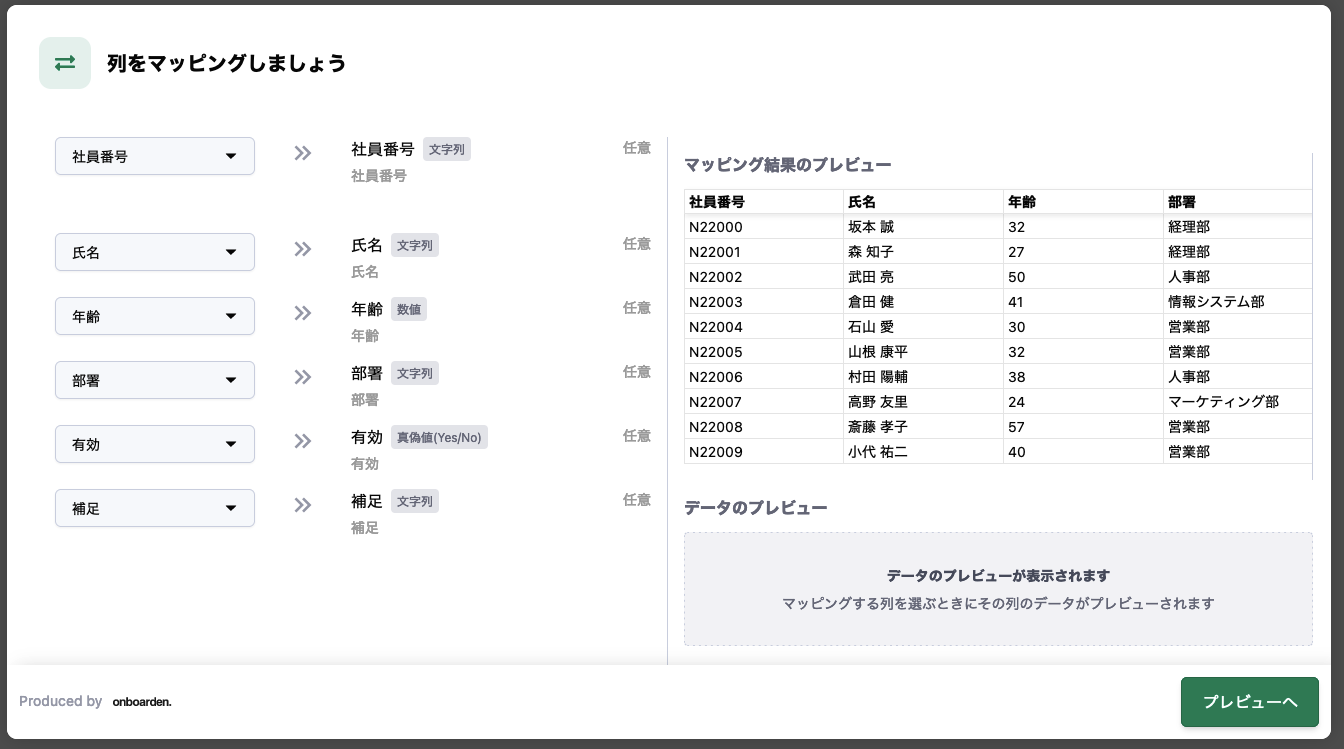 列をマッピングしましょう
社員番号
社員番号 文字列 任意
社員番号
氏名
氏名 文字列 任意
氏名
年齢
年齢 数値 任意
年齢
部署
部署 文字列 任意
部署
有効
有効 真偽値(Yes/No) 任意
有効
補足
補足 文字列 任意
補足
マッピング結果のプレビュー
社員番号 氏名 年齢 部署
N22000 坂本 誠 32 経理部
N22001 森 知子 27 経理部
N22002 武田 亮 50 人事部
N22003 倉田 健 41 情報システム部
N22004 石山 愛 30 営業部
N22005 山根 康平 32 営業部
N22006 村田 陽輔 38 人事部
N22007 高野 友里 24 マーケティング部
N22008 斎藤 孝子 57 営業部
N22009 小代 祐二 40 営業部
データのプレビュー
データのプレビューが表示されます
マッピングする列を選ぶときにその列のデータがプレビューされます
Produced by onboarden.
プレビューへ